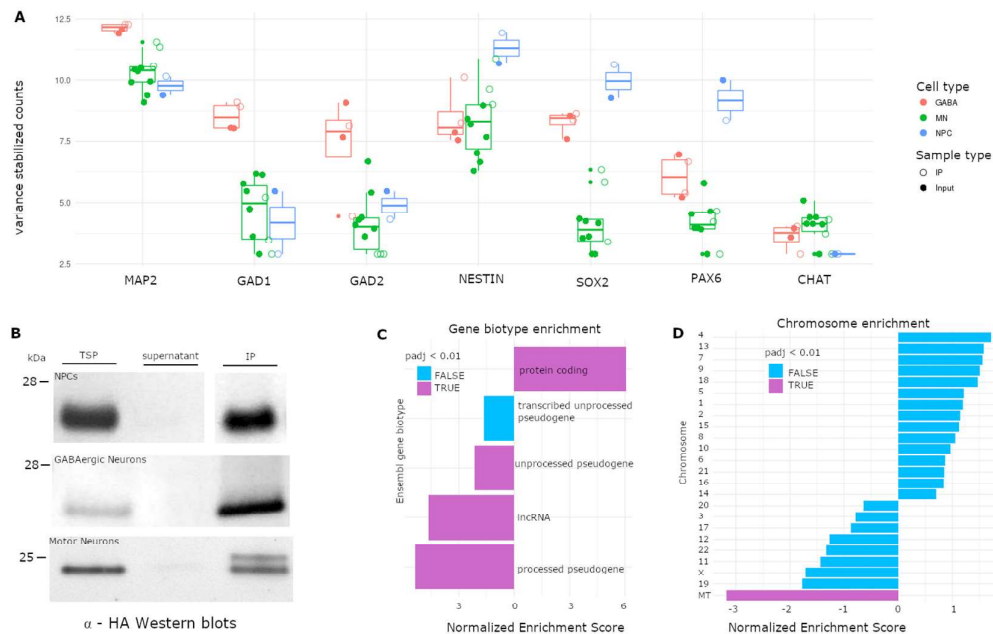 A
12.5
10.0
7.5
5.0
2.5
variance stabilized counts
MAP2
GAD1
GAD2
NESTIN
SOX2
PAX6
CHAT
Cell type
GABA
MN
NPC
Sample type
IP
Input
B
kDa
TSP
supernatant
IP
28
NPCs
28
GABAergic Neurons
25
Motor Neurons
α - HA Western blots
C
Gene biotype enrichment
padj < 0.01
FALSE
TRUE
Ensembl gene biotype
protein coding
transcribed unprocessed
pseudogene
unprocessed pseudogene
lncRNA
processed pseudogene
3
0
3
6
Normalized Enrichment Score
D
Chromosome enrichment
padj < 0.01
FALSE
TRUE
Chromosome
4
13
7
9
18
5
1
2
15
8
10
6
21
16
14
20
3
17
12
22
11
X
19
MT
-3
-2
-1
0
1
Normalized Enrichment Score